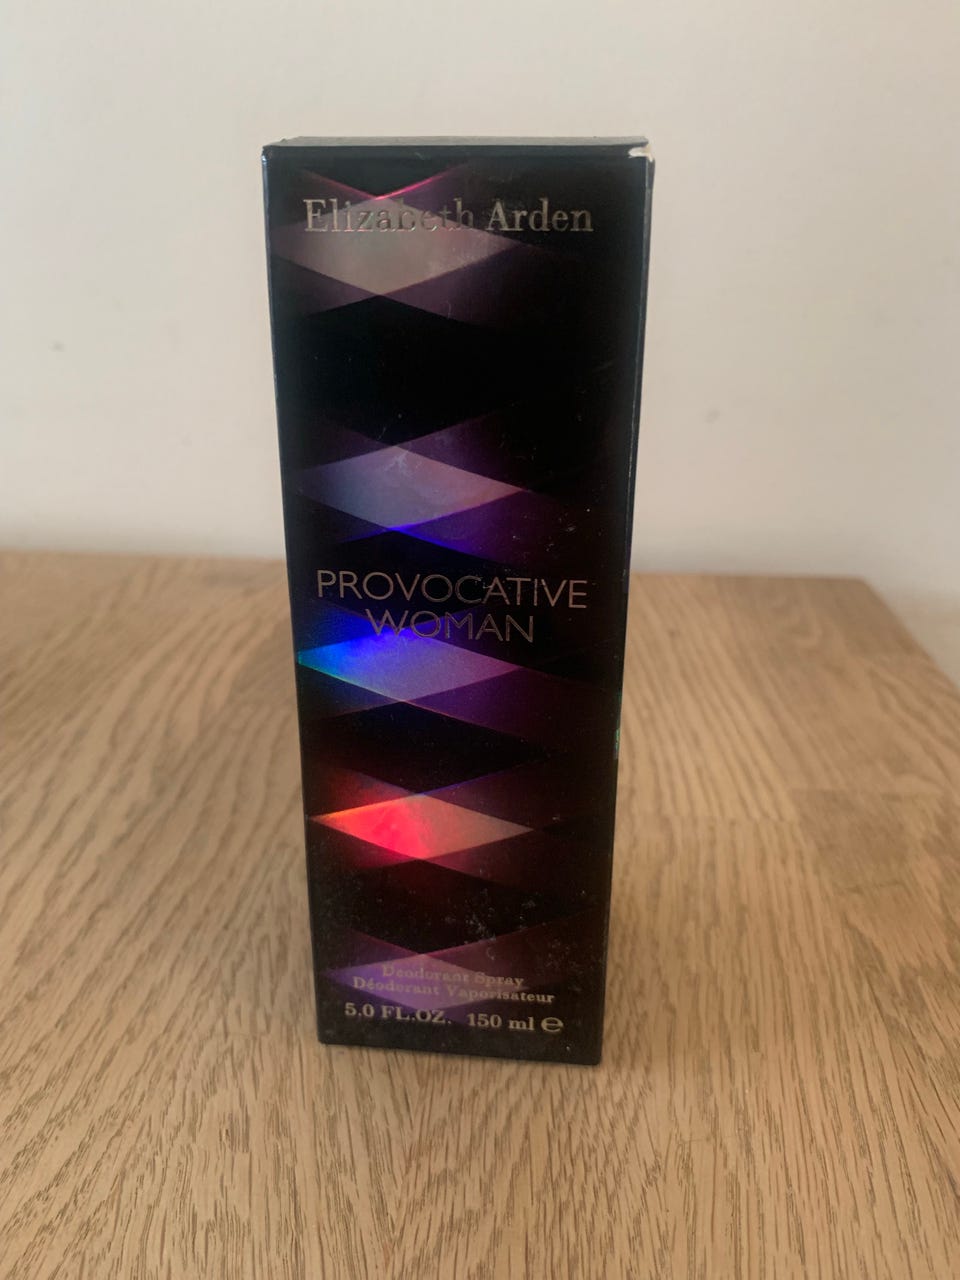 Elizabeth Arden
PROVOCATIVE
WOMAN
Deodorant Spray
Déodorant Vaporisateur
5.0 FL.OZ. 150 ml ℮